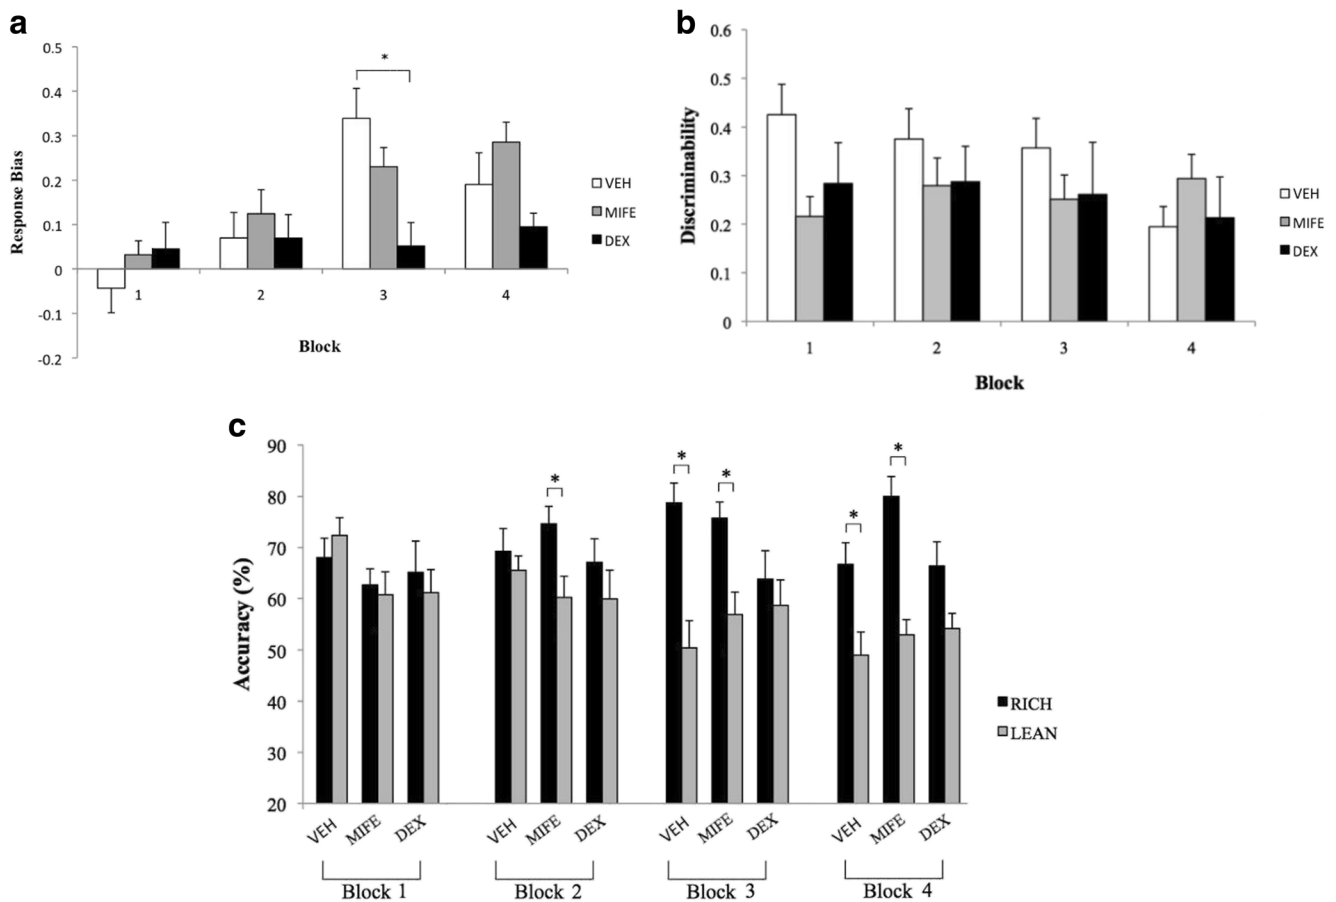 a
0.5
0.4
0.3
0.2
0.1
0
-0.1
-0.2
Response Bias
*
1 2 3 4
Block
VEH
MIFE
DEX
b
0.6
0.5
0.4
0.3
0.2
0.1
0
Discriminability
1 2 3 4
Block
VEH
MIFE
DEX
c
90
80
70
60
50
40
30
20
Accuracy (%)
* * * * *
RICH
LEAN
VEH MIFE DEX VEH MIFE DEX VEH MIFE DEX VEH MIFE DEX
Block 1 Block 2 Block 3 Block 4